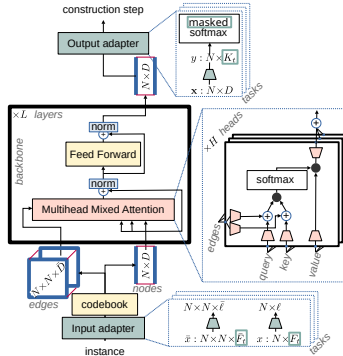 construction step
Output adapter
masked
softmax
y : N × K_t
x : N × D
tasks
N × D
× L layers
backbone
norm
Feed Forward
norm
Multihead Mixed Attention
× H heads
softmax
edges
query
key
value
N × N × D
edges
N × D
nodes
codebook
Input adapter
instance
N × N × ℓ̄
N × ℓ
x̄ : N × N × F̄_t
x : N × F_t
tasks